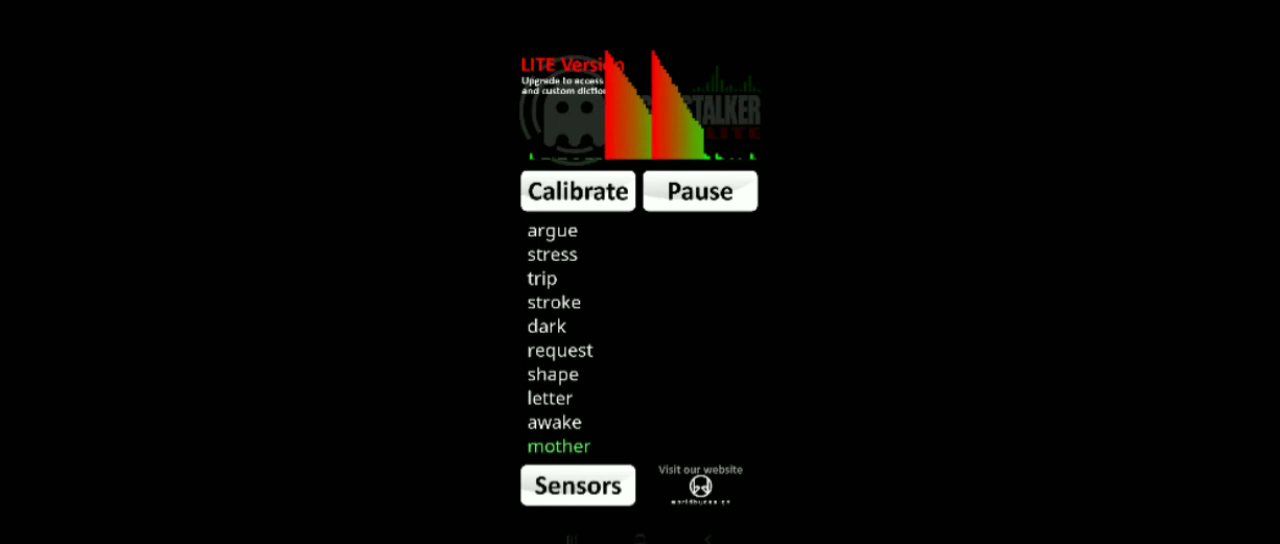 LITE Version
Upgrade to access
and custom dictio
STALKER
LITE
Calibrate
Pause
argue
stress
trip
stroke
dark
request
shape
letter
awake
mother
Sensors
Visit our website